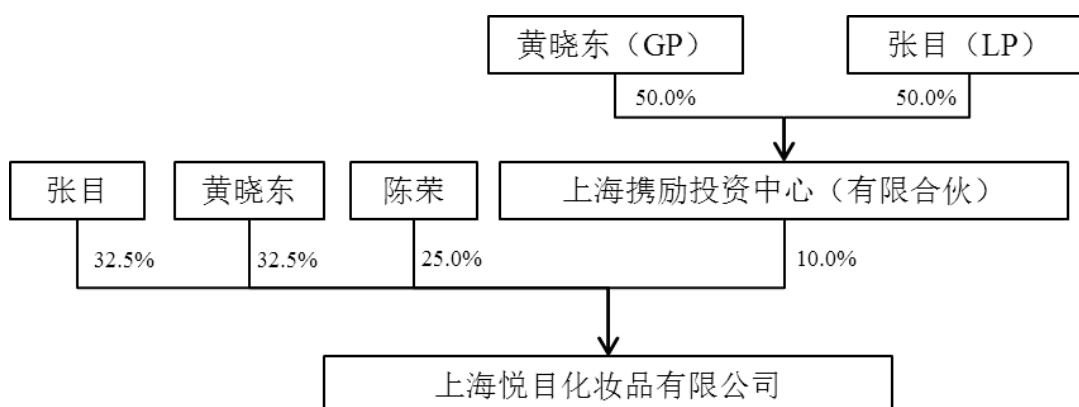 黄晓东（GP）
张目（LP）
50.0%
50.0%
张目
黄晓东
陈荣
上海携励投资中心（有限合伙）
32.5%
32.5%
25.0%
10.0%
上海悦目化妆品有限公司